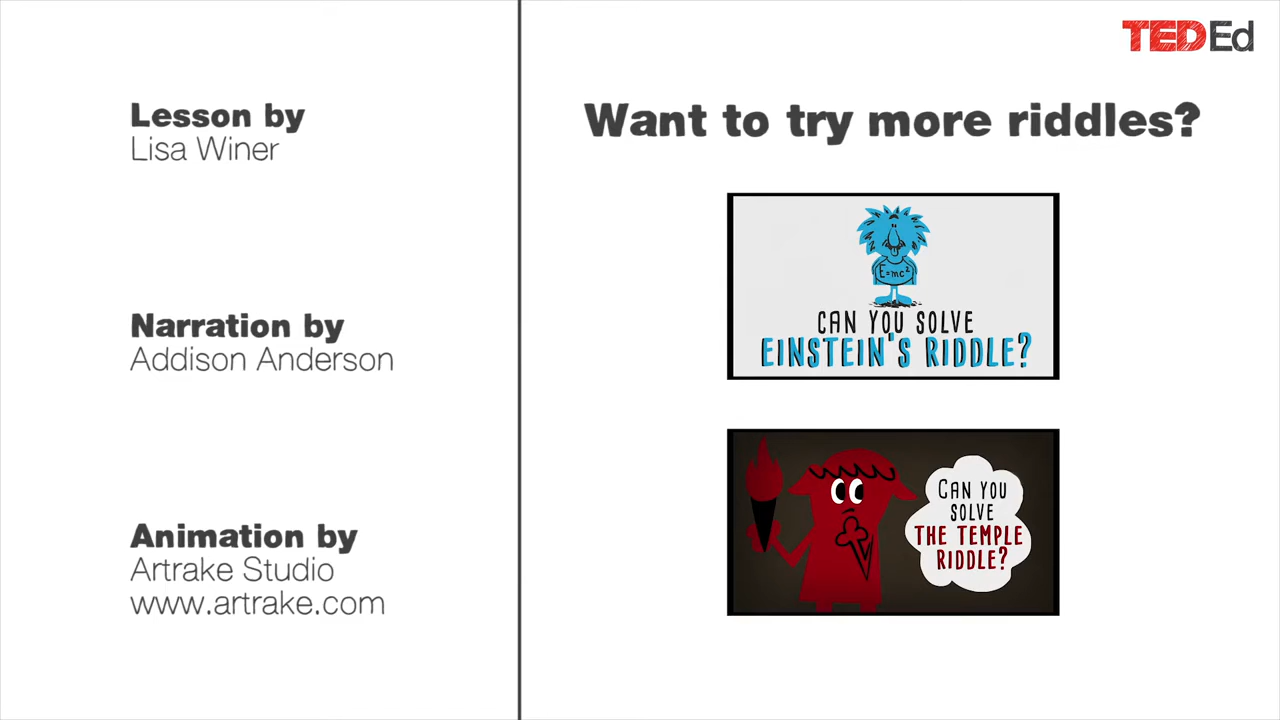 TEDEd
Lesson by
Lisa Winer
Narration by
Addison Anderson
Animation by
Artrake Studio
www.artrake.com
Want to try more riddles?
E=mc²
CAN YOU SOLVE
EINSTEIN'S RIDDLE?
CAN YOU
SOLVE
THE TEMPLE
RIDDLE?